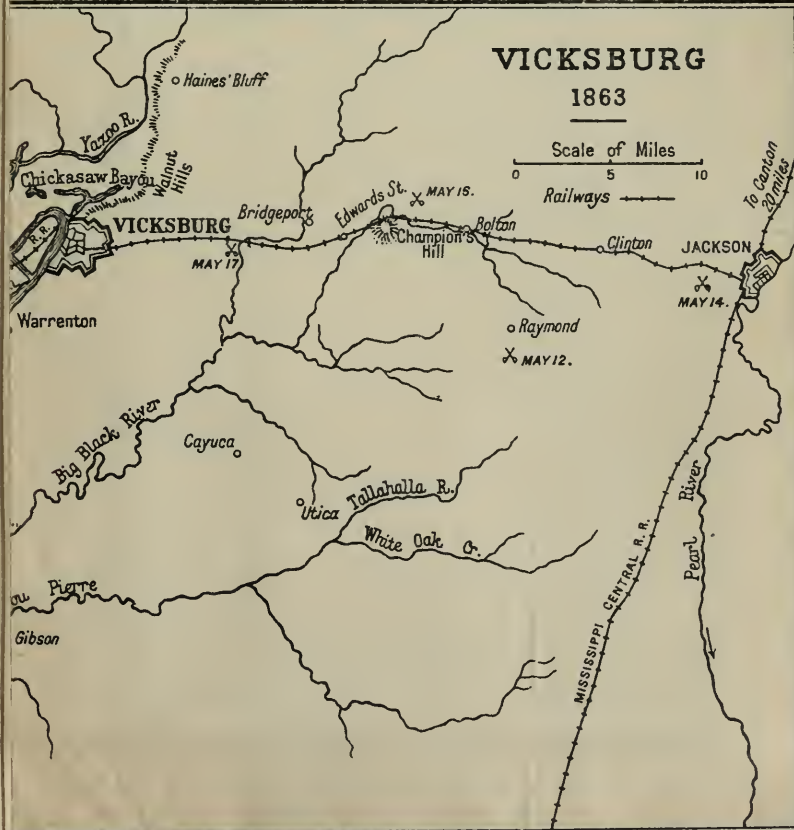 VICKSBURG
1863
Scale of Miles
0 5 10
Railways
To Canton
20 miles
Haines' Bluff
Yazoo R.
Walnut
Hills
Chickasaw Bayou
R.R.
VICKSBURG
Bridgeport
Edwards St.
MAY 16.
Champion's
Hill
Bolton
Clinton
JACKSON
MAY 17
MAY 14.
Warrenton
Raymond
MAY 12.
Big Black River
Cayuca
Utica
Tallahalla R.
White Oak Cr.
ou Pierre
Gibson
MISSISSIPPI CENTRAL R.R.
Pearl River